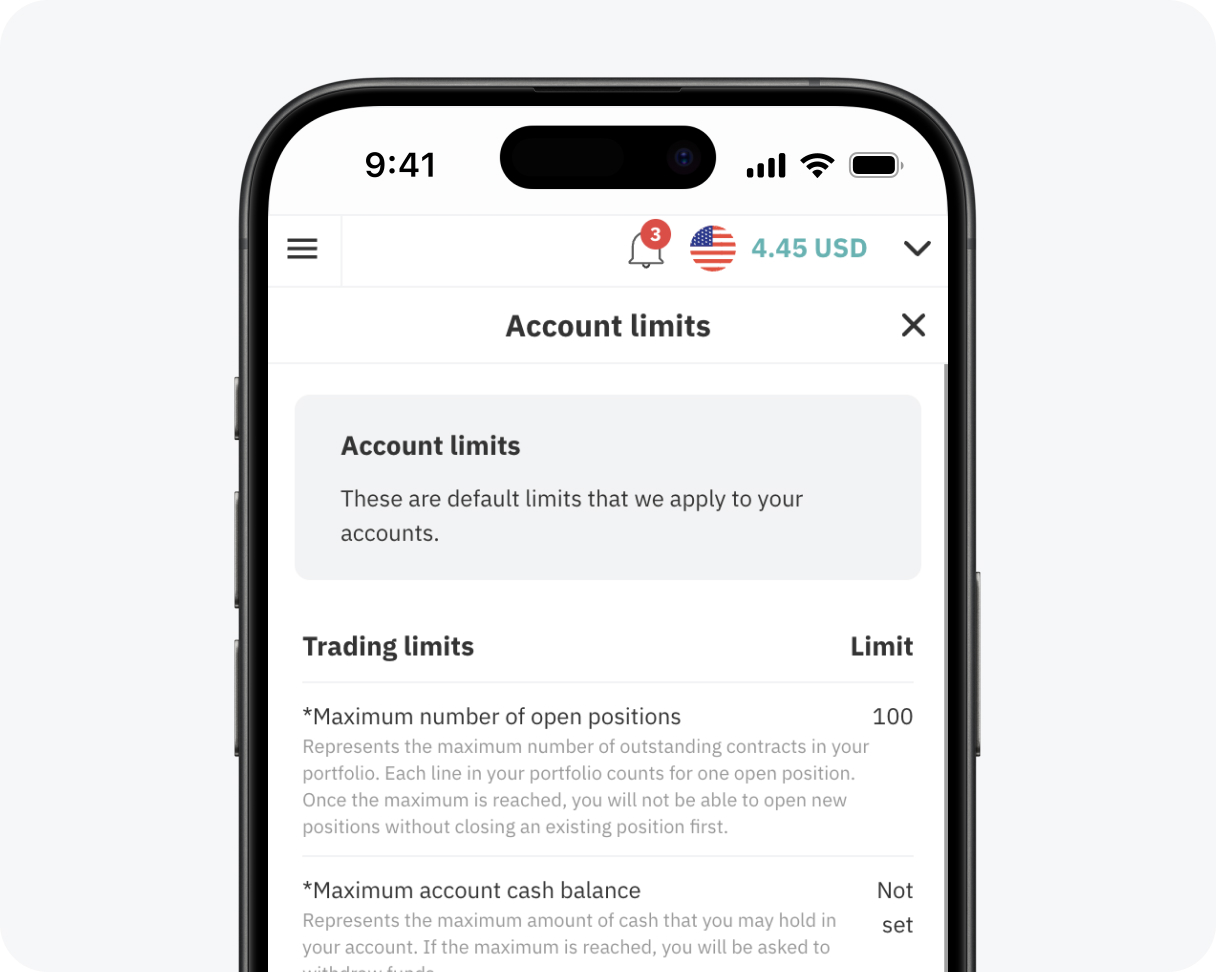 9:41
3
4.45 USD
Account limits
Account limits
These are default limits that we apply to your
accounts.
Trading limits Limit
*Maximum number of open positions 100
Represents the maximum number of outstanding contracts in your
portfolio. Each line in your portfolio counts for one open position.
Once the maximum is reached, you will not be able to open new
positions without closing an existing position first.
*Maximum account cash balance Not
set
Represents the maximum amount of cash that you may hold in
your account. If the maximum is reached, you will be asked to
withdraw funds.